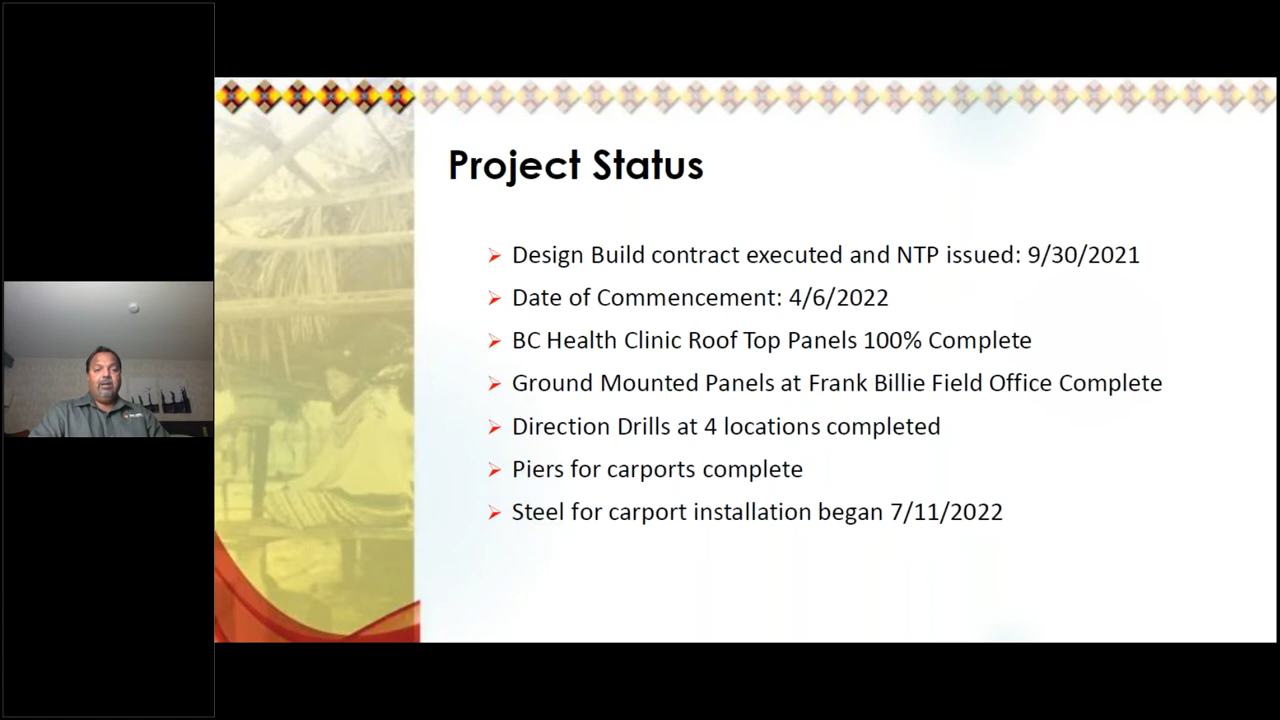 Project Status
Design Build contract executed and NTP issued: 9/30/2021
Date of Commencement: 4/6/2022
BC Health Clinic Roof Top Panels 100% Complete
Ground Mounted Panels at Frank Billie Field Office Complete
Direction Drills at 4 locations completed
Piers for carports complete
Steel for carport installation began 7/11/2022